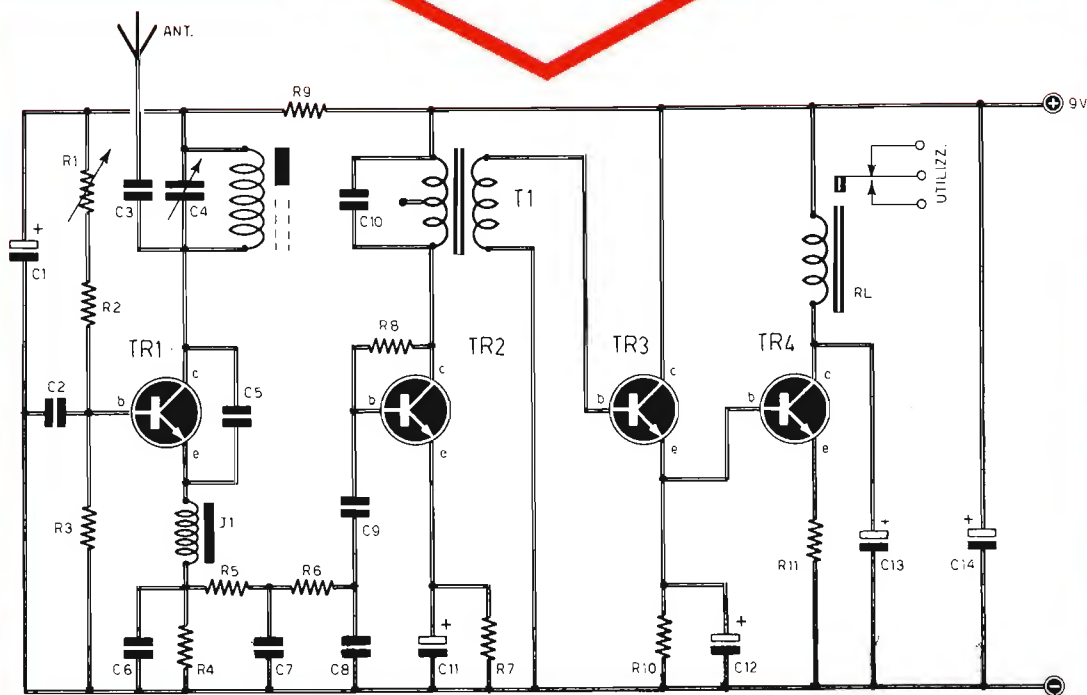 ANT.
R9
+ 9V
R1
C3
C4
C10
T1
UTILIZZ.
+
C1
R2
RL
R8
TR1
c
TR2
c
TR3
c
TR4
c
C2
b
C5
b
b
b
e
e
e
e
R3
J1
C9
R5
R6
+
R11
+
C13
+
C14
C6
R4
C7
C8
C11
R7
R10
+
C12
-